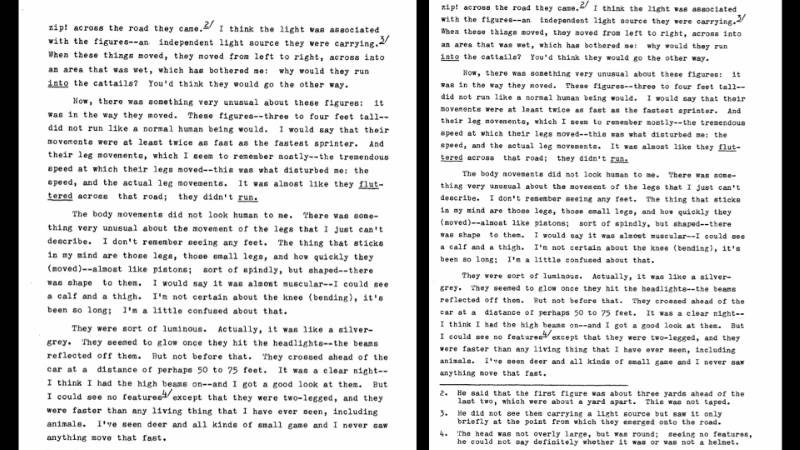 zip! across the road they came.2/ I think the light was associated
with the figures--an independent light source they were carrying.3/
When these things moved, they moved from left to right, across into
an area that was wet, which has bothered me: why would they run
into the cattails? You'd think they would go the other way.
Now, there was something very unusual about these figures: it
was in the way they moved. These figures--three to four feet tall--
did not run like a normal human being would. I would say that their
movements were at least twice as fast as the fastest sprinter. And
their leg movements, which I seem to remember mostly--the tremendous
speed at which their legs moved--this was what disturbed me: the
speed, and the actual leg movements. It was almost like they flut-
tered across that road; they didn't run.
The body movements did not look human to me. There was some-
thing very unusual about the movement of the legs that I just can't
describe. I don't remember seeing any feet. The thing that sticks
in my mind are those legs, those small legs, and how quickly they
(moved)--almost like pistons; sort of spindly, but shaped--there
was shape to them. I would say it was almost muscular--I could see
a calf and a thigh. I'm not certain about the knee (bending), it's
been so long; I'm a little confused about that.
They were sort of luminous. Actually, it was like a silver-
grey. They seemed to glow once they hit the headlights--the beams
reflected off them. But not before that. They crossed ahead of the
car at a distance of perhaps 50 to 75 feet. It was a clear night--
I think I had the high beams on--and I got a good look at them. But
I could see no features4/ except that they were two-legged, and they
were faster than any living thing that I have ever seen, including
animals. I've seen deer and all kinds of small game and I never saw
anything move that fast.
zip! across the road they came.2/ I think the light was associated
with the figures--an independent light source they were carrying.3/
When these things moved, they moved from left to right, across into
an area that was wet, which has bothered me: why would they run
into the cattails? You'd think they would go the other way.
Now, there was something very unusual about these figures: it
was in the way they moved. These figures--three to four feet tall--
did not run like a normal human being would. I would say that their
movements were at least twice as fast as the fastest sprinter. And
their leg movements, which I seem to remember mostly--the tremendous
speed at which their legs moved--this was what disturbed me: the
speed, and the actual leg movements. It was almost like they flut-
tered across that road; they didn't run.
The body movements did not look human to me. There was some-
thing very unusual about the movement of the legs that I just can't
describe. I don't remember seeing any feet. The thing that sticks
in my mind are those legs, those small legs, and how quickly they
(moved)--almost like pistons; sort of spindly, but shaped--there
was shape to them. I would say it was almost muscular--I could see
a calf and a thigh. I'm not certain about the knee (bending), it's
been so long; I'm a little confused about that.
They were sort of luminous. Actually, it was like a silver-
grey. They seemed to glow once they hit the headlights--the beams
reflected off them. But not before that. They crossed ahead of the
car at a distance of perhaps 50 to 75 feet. It was a clear night--
I think I had the high beams on--and I got a good look at them. But
I could see no features4/ except that they were two-legged, and they
were faster than any living thing that I have ever seen, including
animals. I've seen deer and all kinds of small game and I never saw
anything move that fast.
2. He said that the first figure was about three yards ahead of the
last two, which were about a yard apart. This was not taped.
3. He did not see them carrying a light source but saw it only
briefly at the point from which they emerged onto the road.
4. The head was not overly large, but was round; seeing no features,
he could not say definitely whether it was or was not a helmet.